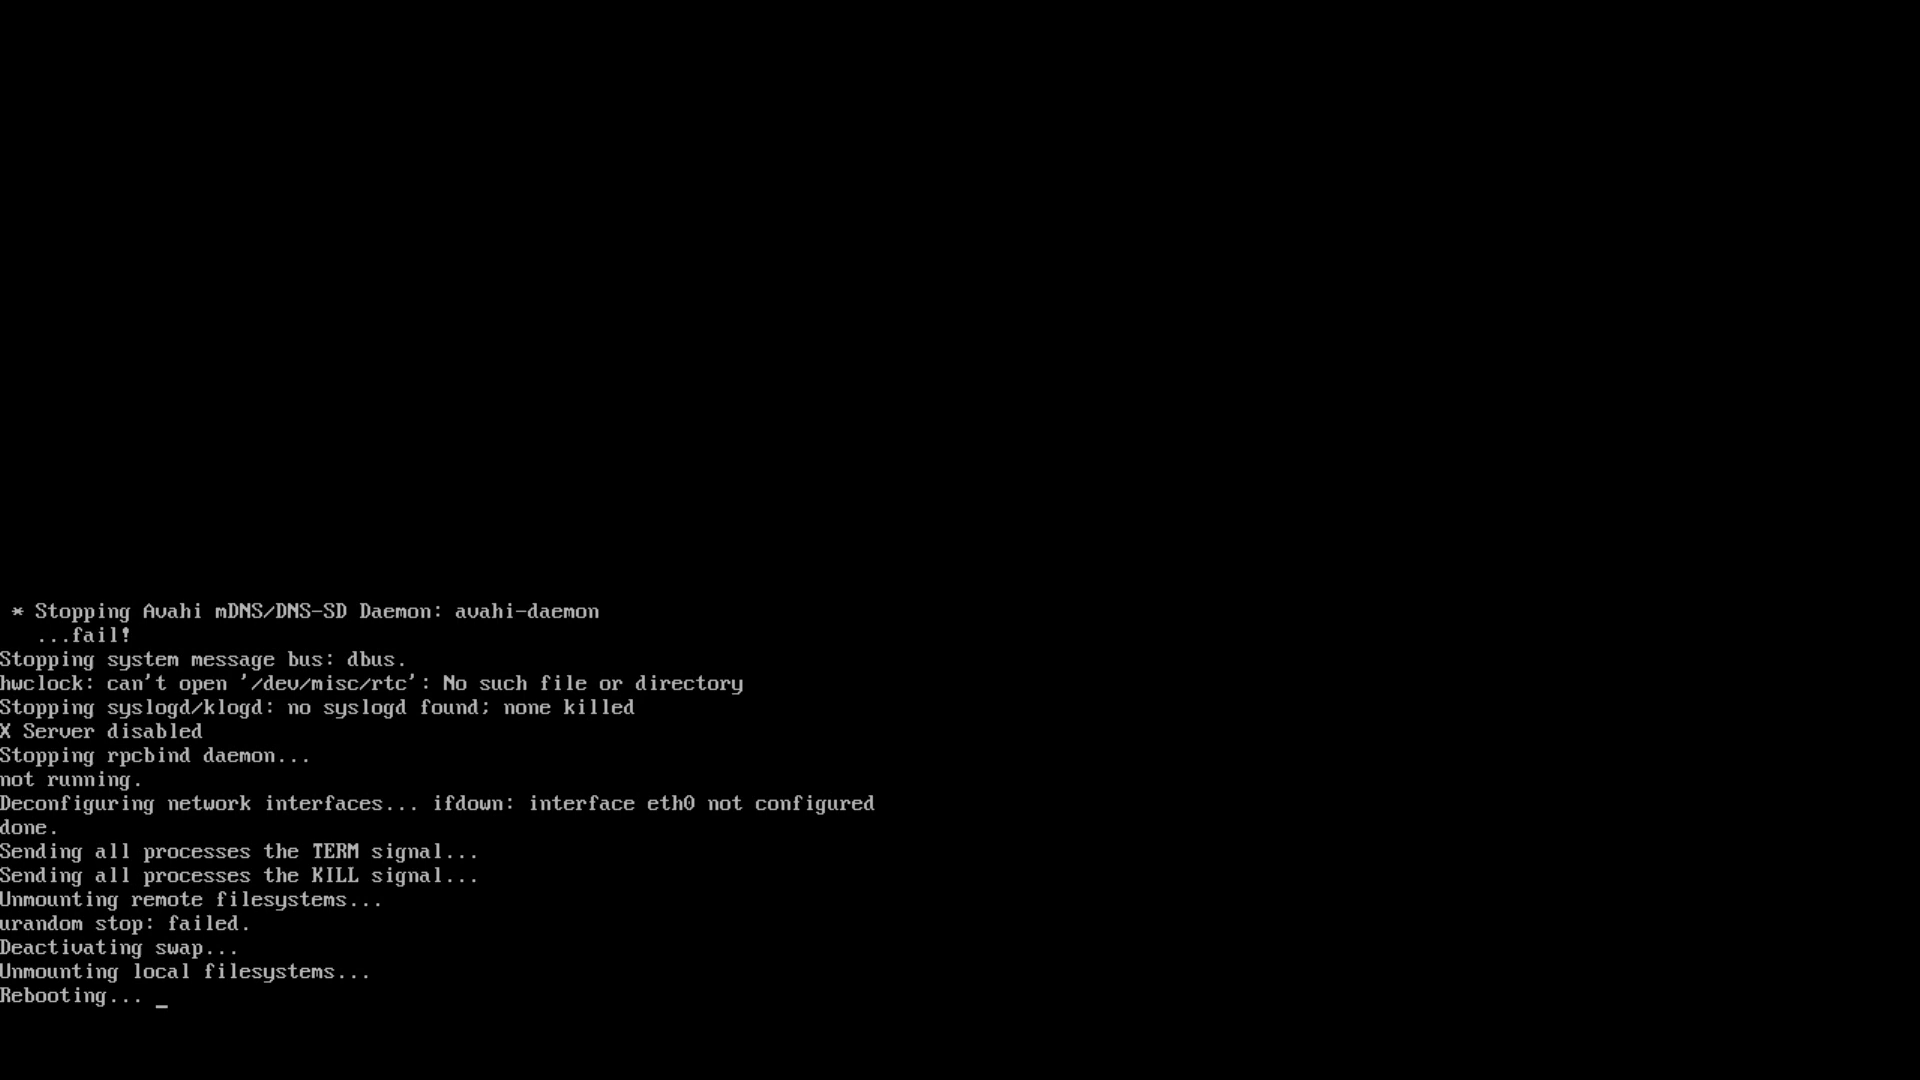 * Stopping Avahi mDNS/DNS-SD Daemon: avahi-daemon
...fail!
Stopping system message bus: dbus.
hwclock: can't open '/dev/misc/rtc': No such file or directory
Stopping syslogd/klogd: no syslogd found; none killed
X Server disabled
Stopping rpcbind daemon...
not running.
Deconfiguring network interfaces... ifdown: interface eth0 not configured
done.
Sending all processes the TERM signal...
Sending all processes the KILL signal...
Unmounting remote filesystems...
urandom stop: failed.
Deactivating swap...
Unmounting local filesystems...
Rebooting... _